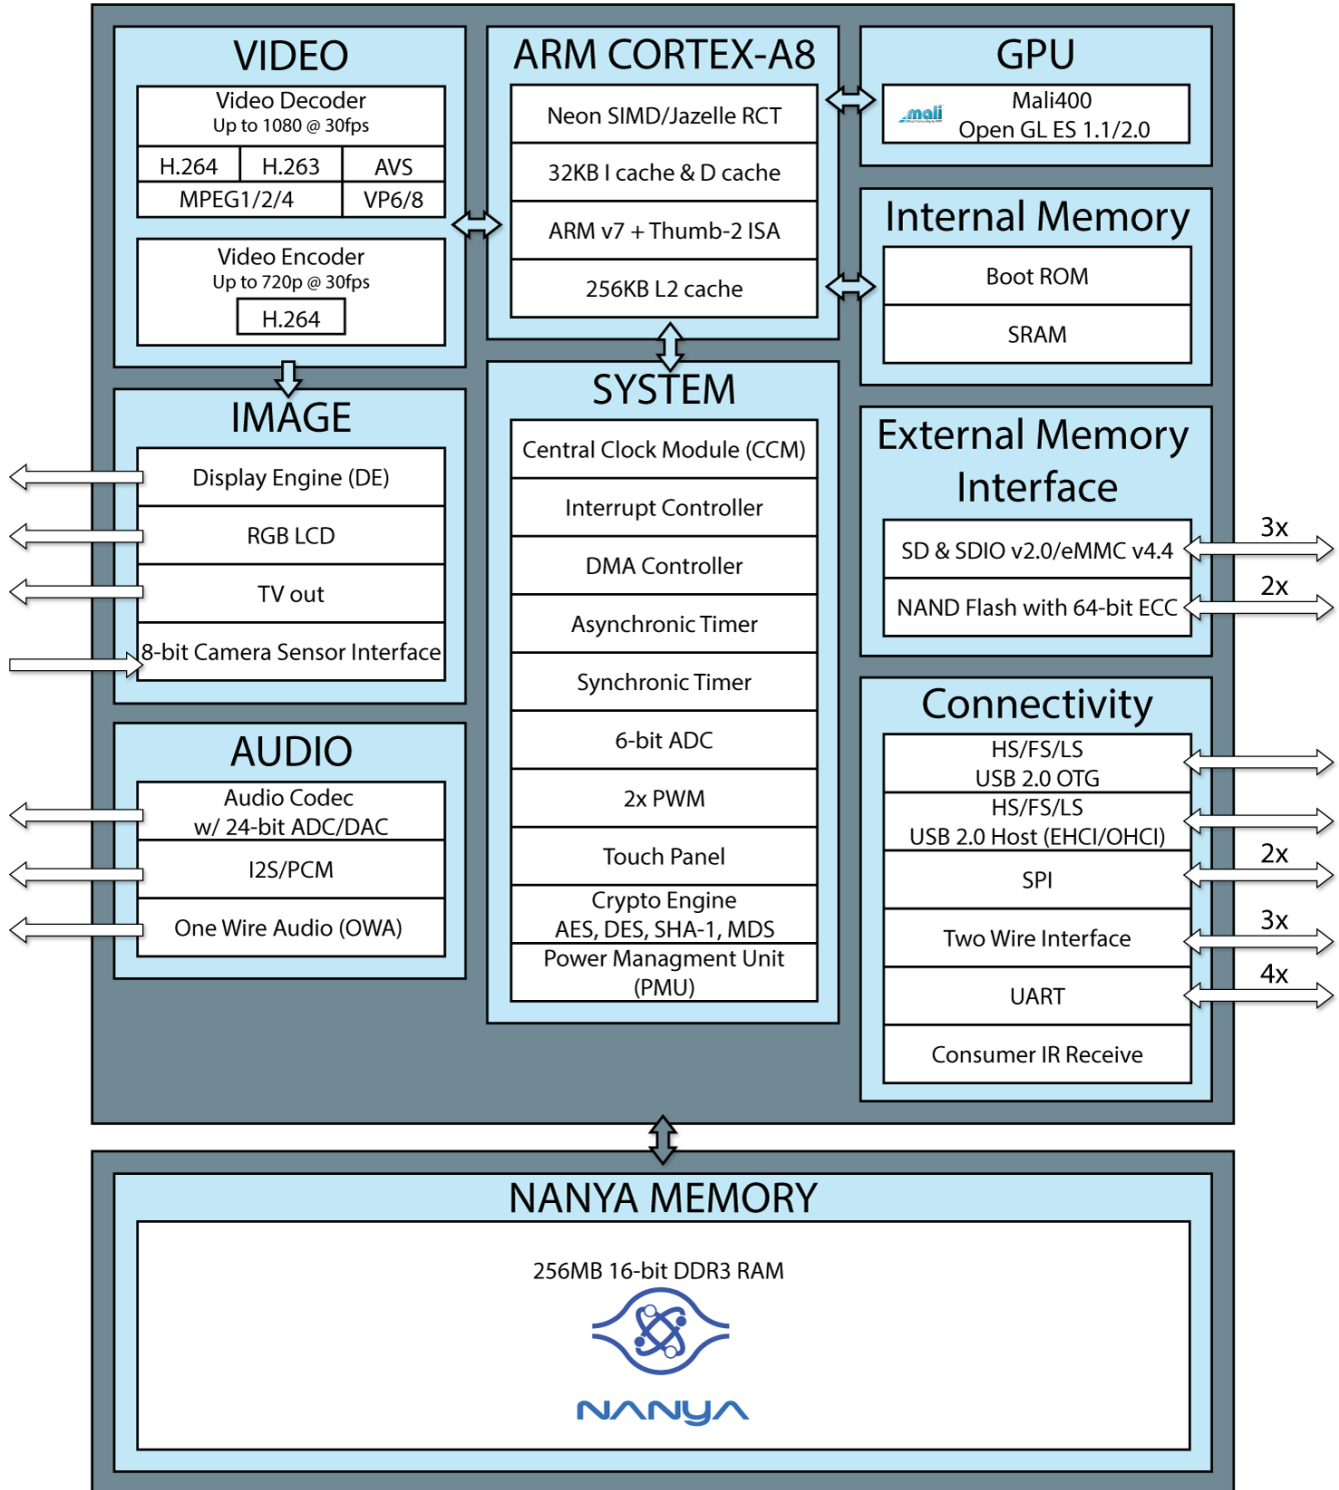 VIDEO
Video Decoder
Up to 1080 @ 30fps
H.264 H.263 AVS
MPEG1/2/4 VP6/8
Video Encoder
Up to 720p @ 30fps
H.264
IMAGE
Display Engine (DE)
RGB LCD
TV out
8-bit Camera Sensor Interface
AUDIO
Audio Codec
w/ 24-bit ADC/DAC
I2S/PCM
One Wire Audio (OWA)
ARM CORTEX-A8
Neon SIMD/Jazelle RCT
32KB I cache & D cache
ARM v7 + Thumb-2 ISA
256KB L2 cache
SYSTEM
Central Clock Module (CCM)
Interrupt Controller
DMA Controller
Asynchronic Timer
Synchronic Timer
6-bit ADC
2x PWM
Touch Panel
Crypto Engine
AES, DES, SHA-1, MDS
Power Managment Unit
(PMU)
GPU
mali
Mali400
Open GL ES 1.1/2.0
Internal Memory
Boot ROM
SRAM
External Memory
Interface
SD & SDIO v2.0/eMMC v4.4 3x
NAND Flash with 64-bit ECC 2x
Connectivity
HS/FS/LS
USB 2.0 OTG
HS/FS/LS
USB 2.0 Host (EHCI/OHCI)
SPI 2x
Two Wire Interface 3x
UART 4x
Consumer IR Receive
NANYA MEMORY
256MB 16-bit DDR3 RAM
NANYA